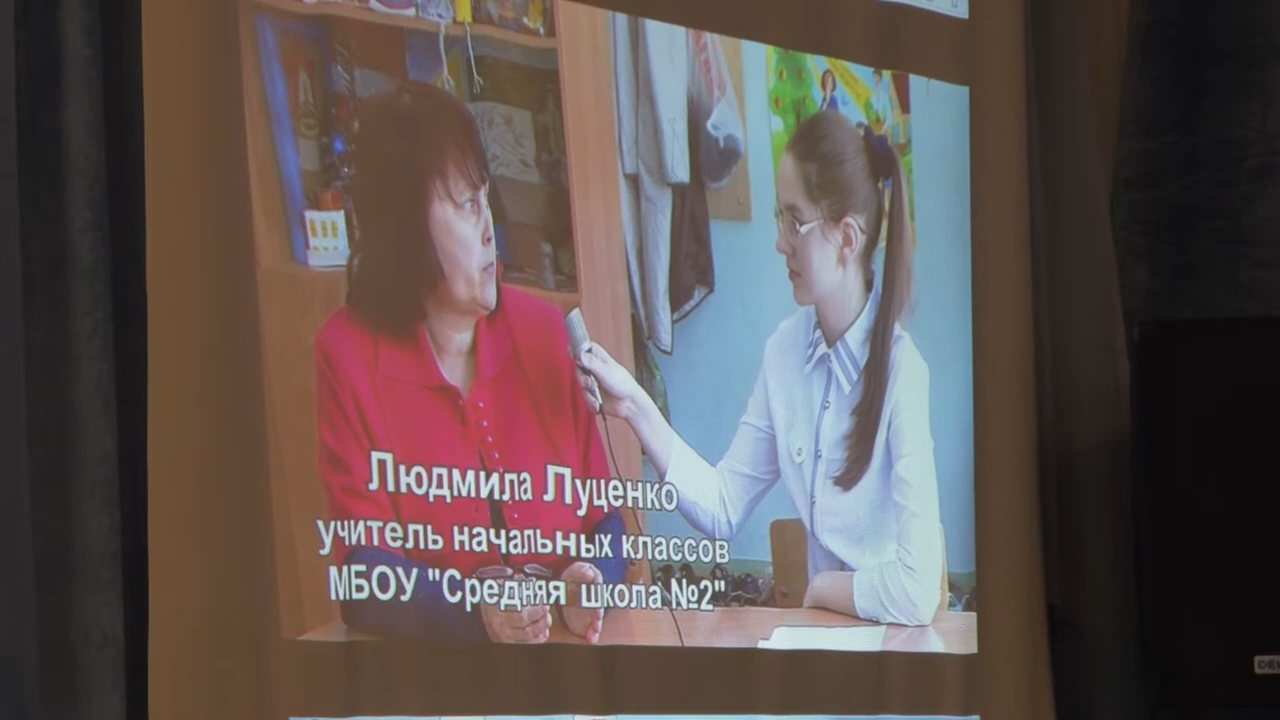 Людмила Луценко
учитель начальных классов
МБОУ "Средняя школа №2"